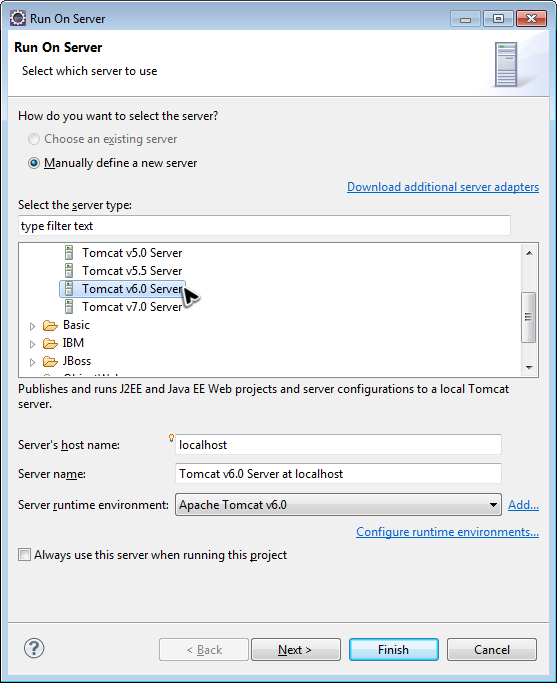 Run On Server
Run On Server
Select which server to use
How do you want to select the server?
Choose an existing server
Manually define a new server
Download additional server adapters
Select the server type:
type filter text
Tomcat v5.0 Server
Tomcat v5.5 Server
Tomcat v6.0 Server
Tomcat v7.0 Server
Basic
IBM
JBoss
Publishes and runs J2EE and Java EE Web projects and server configurations to a local Tomcat
server.
Server's host name: localhost
Server name: Tomcat v6.0 Server at localhost
Server runtime environment: Apache Tomcat v6.0 Add...
Configure runtime environments...
Always use this server when running this project
? < Back Next > Finish Cancel